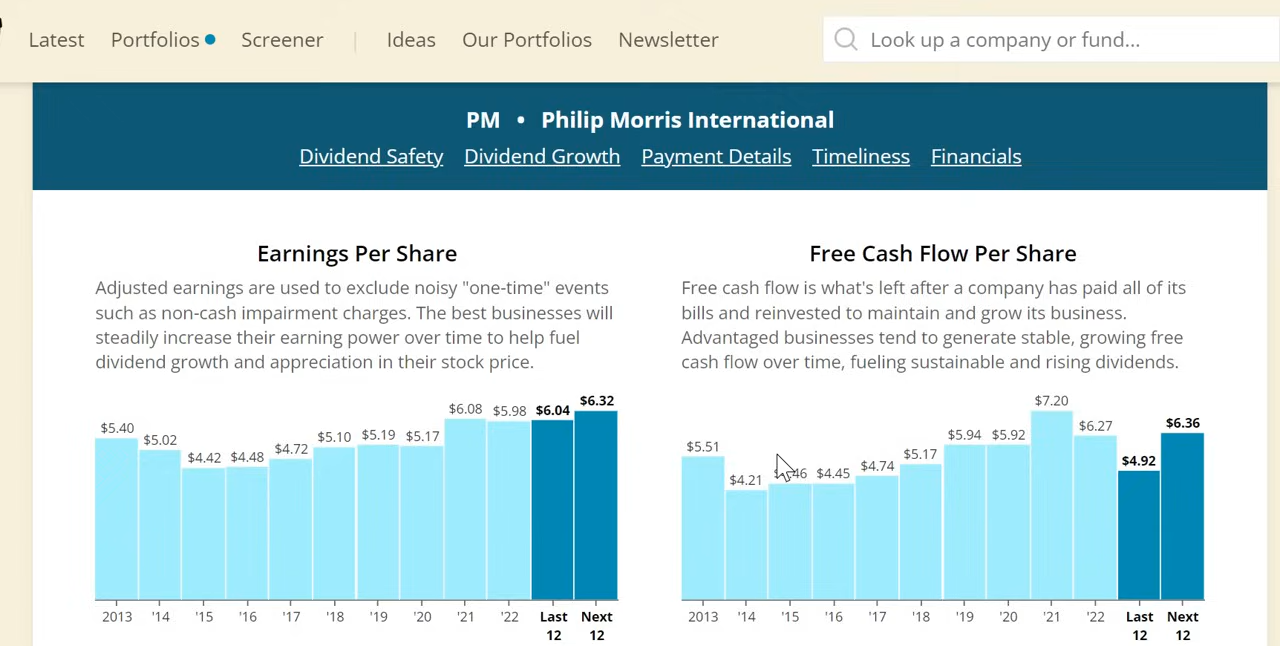 Latest Portfolios Screener Ideas Our Portfolios Newsletter Look up a company or fund...
PM • Philip Morris International
Dividend Safety Dividend Growth Payment Details Timeliness Financials
Earnings Per Share
Adjusted earnings are used to exclude noisy "one-time" events
such as non-cash impairment charges. The best businesses will
steadily increase their earning power over time to help fuel
dividend growth and appreciation in their stock price.
$5.40 $5.02 $4.42 $4.48 $4.72 $5.10 $5.19 $5.17 $6.08 $5.98 $6.04 $6.32
2013 '14 '15 '16 '17 '18 '19 '20 '21 '22 Last Next
12 12
Free Cash Flow Per Share
Free cash flow is what's left after a company has paid all of its
bills and reinvested to maintain and grow its business.
Advantaged businesses tend to generate stable, growing free
cash flow over time, fueling sustainable and rising dividends.
$5.51 $4.21 $4.45 $4.74 $5.17 $5.94 $5.92 $7.20 $6.27 $4.92 $6.36
2013 '14 '15 '16 '17 '18 '19 '20 '21 '22 Last Next
12 12